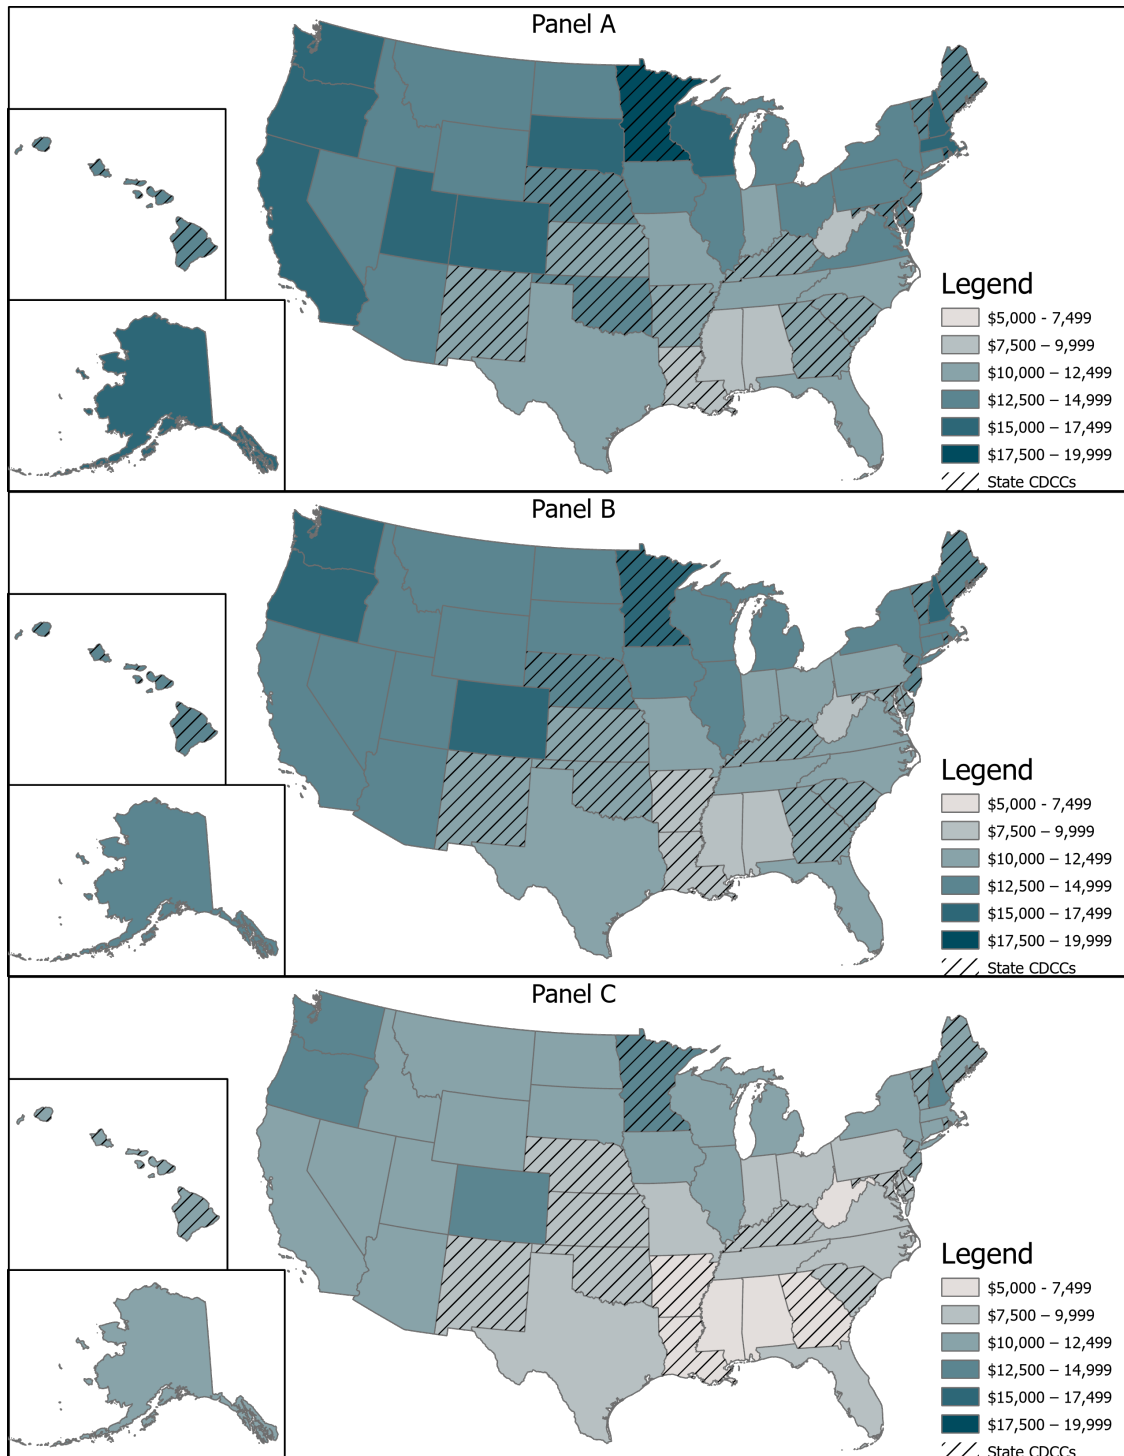 Panel A
Legend
$5,000 - 7,499
$7,500 – 9,999
$10,000 – 12,499
$12,500 – 14,999
$15,000 – 17,499
$17,500 – 19,999
State CDCCs
Panel B
Legend
$5,000 - 7,499
$7,500 – 9,999
$10,000 – 12,499
$12,500 – 14,999
$15,000 – 17,499
$17,500 – 19,999
State CDCCs
Panel C
Legend
$5,000 - 7,499
$7,500 – 9,999
$10,000 – 12,499
$12,500 – 14,999
$15,000 – 17,499
$17,500 – 19,999
State CDCCs